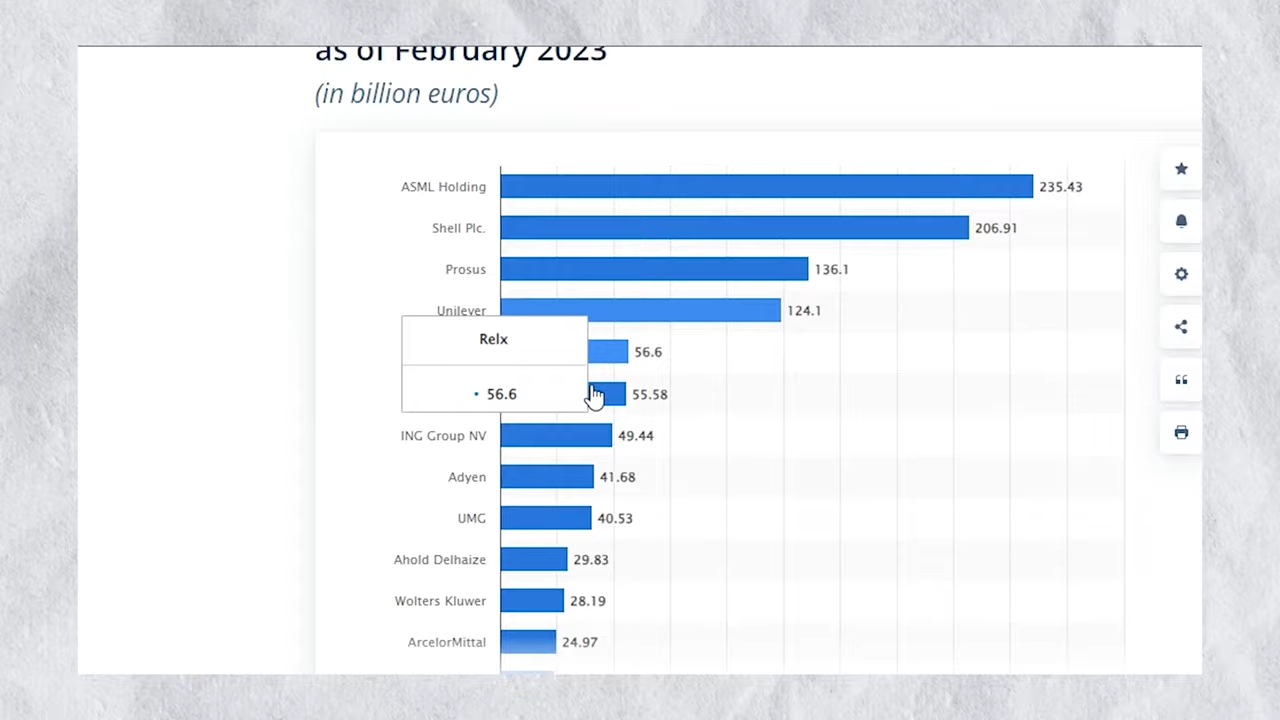 as of February 2023
(in billion euros)
ASML Holding 235.43
Shell Plc. 206.91
Prosus 136.1
Unilever 124.1
Relx
56.6
• 56.6
55.58
ING Group NV 49.44
Adyen 41.68
UMG 40.53
Ahold Delhaize 29.83
Wolters Kluwer 28.19
ArcelorMittal 24.97